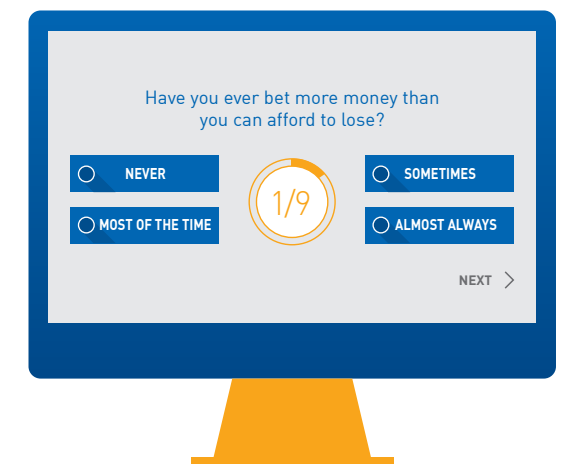 Have you ever bet more money than
you can afford to lose?
NEVER
SOMETIMES
1/9
MOST OF THE TIME
ALMOST ALWAYS
NEXT